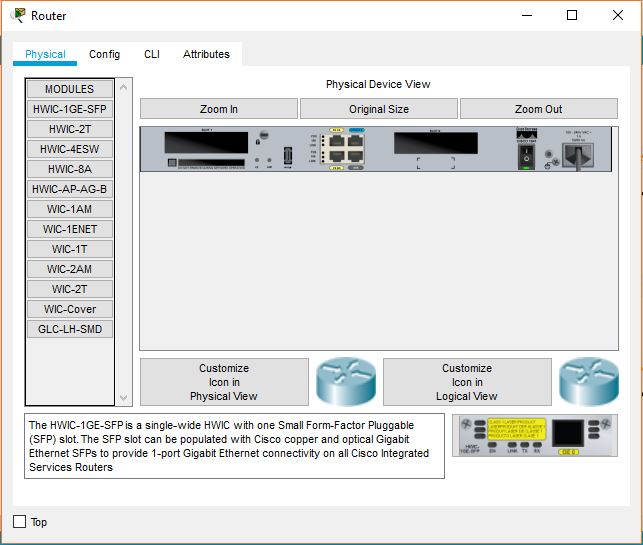 Router
Physical
Config
CLI
Attributes
MODULES
HWIC-1GE-SFP
HWIC-2T
HWIC-4ESW
HWIC-8A
HWIC-AP-AG-B
WIC-1AM
WIC-1ENET
WIC-1T
WIC-2AM
WIC-2T
WIC-Cover
GLC-LH-SMD
Physical Device View
Zoom In
Original Size
Zoom Out
Customize
Icon in
Physical View
Customize
Icon in
Logical View
The HWIC-1GE-SFP is a single-wide HWIC with one Small Form-Factor Pluggable
(SFP) slot. The SFP slot can be populated with Cisco copper and optical Gigabit
Ethernet SFPs to provide 1-port Gigabit Ethernet connectivity on all Cisco Integrated
Services Routers
HWIC-
1GE-SFP
EN
LINK
TX
RX
GE 0
Top